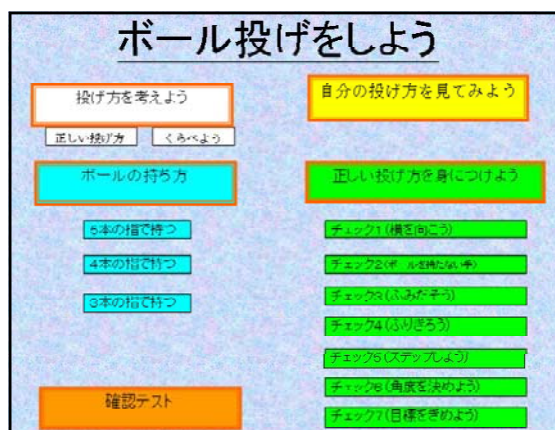 ボール投げをしよう
投げ方を考えよう
正しい投げ方
くらべよう
ボールの持ち方
5本の指で持つ
4本の指で持つ
3本の指で持つ
確認テスト
自分の投げ方を見てみよう
正しい投げ方を身につけよう
チェック1(横を向こう)
チェック2(ボールを持たない手)
チェック3(ふみだそう)
チェック4(ふりきろう)
チェック5(ステップしよう)
チェック6(角度を決めよう)
チェック7(目標をきめよう)